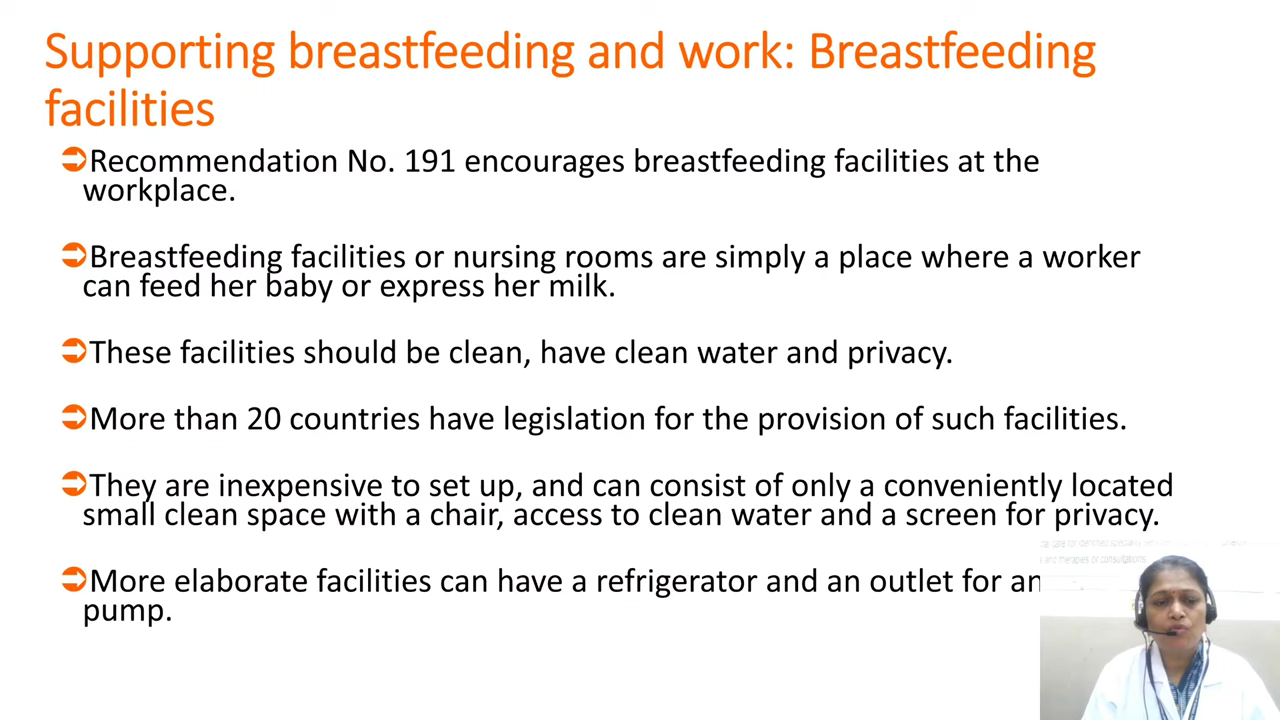 Supporting breastfeeding and work: Breastfeeding
facilities
Recommendation No. 191 encourages breastfeeding facilities at the
workplace.
Breastfeeding facilities or nursing rooms are simply a place where a worker
can feed her baby or express her milk.
These facilities should be clean, have clean water and privacy.
More than 20 countries have legislation for the provision of such facilities.
They are inexpensive to set up, and can consist of only a conveniently located
small clean space with a chair, access to clean water and a screen for privacy.
More elaborate facilities can have a refrigerator and an outlet for an
pump.
and therapies or consultations.